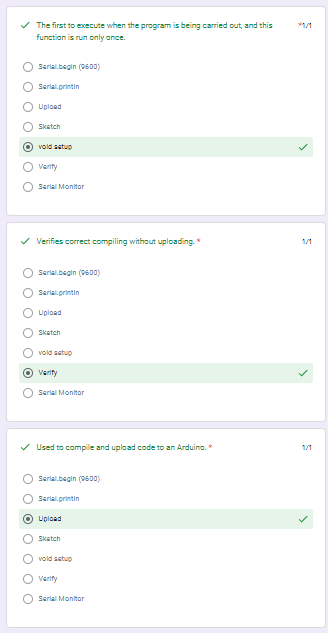 The first to execute when the program is being carried out, and this *1/1
function is run only once.
Serial.begin (9600)
Serial.println
Upload
Sketch
void setup
Verify
Serial Monitor
Verifies correct compiling without uploading. * 1/1
Serial.begin (9600)
Serial.println
Upload
Sketch
void setup
Verify
Serial Monitor
Used to compile and upload code to an Arduino. * 1/1
Serial.begin (9600)
Serial.println
Upload
Sketch
void setup
Verify
Serial Monitor